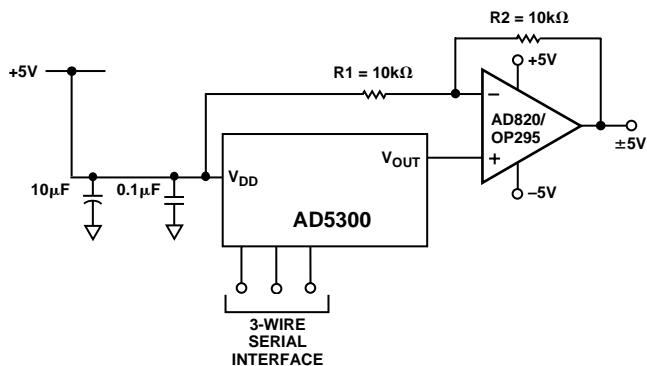 R2 = 10kΩ
+5V
R1 = 10kΩ
+5V
−
AD820/
OP295
+
±5V
–5V
10μF
0.1μF
VDD
VOUT
AD5300
3-WIRE
SERIAL
INTERFACE